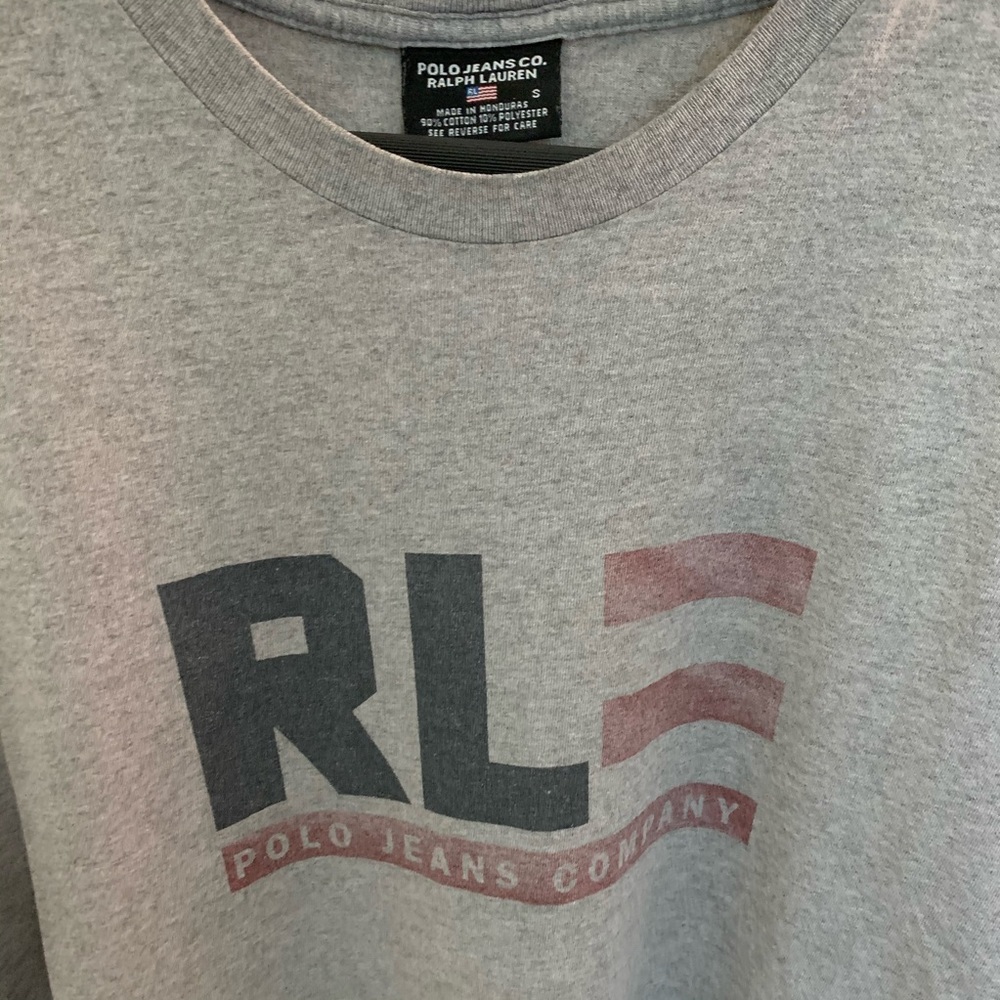 POLO JEANS CO.
RALPH LAUREN
RL
S
MADE IN HONDURAS
90% COTTON 10% POLYESTER
SEE REVERSE FOR CARE
RL
POLO JEANS COMPANY